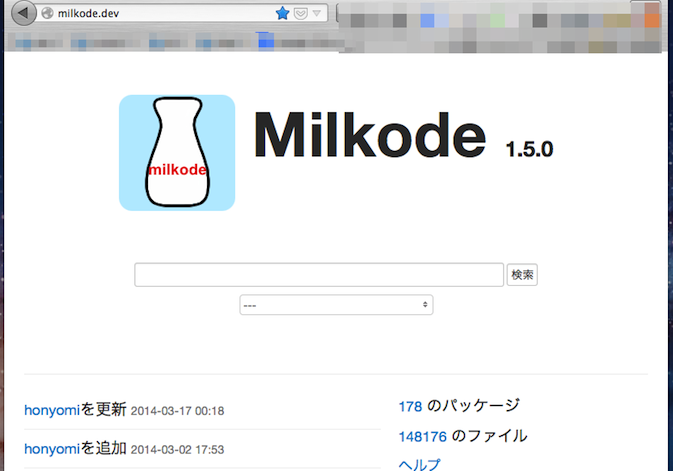 milkode.dev
milkode
Milkode 1.5.0
検索
---
honyomiを更新 2014-03-17 00:18
honyomiを追加 2014-03-02 17:53
178 のパッケージ
148176 のファイル
ヘルプ